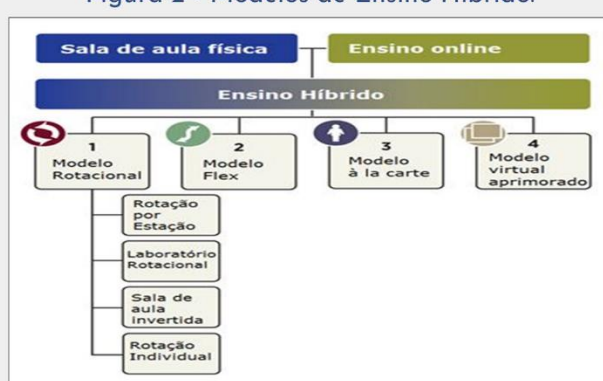 Figura 1 - Modelos de Ensino Híbrido.
Sala de aula física
Ensino online
Ensino Híbrido
1
Modelo
Rotacional
2
Modelo
Flex
3
Modelo
à la carte
4
Modelo
virtual
aprimorado
Rotação
por
Estação
Laboratório
Rotacional
Sala de
aula
invertida
Rotação
Individual